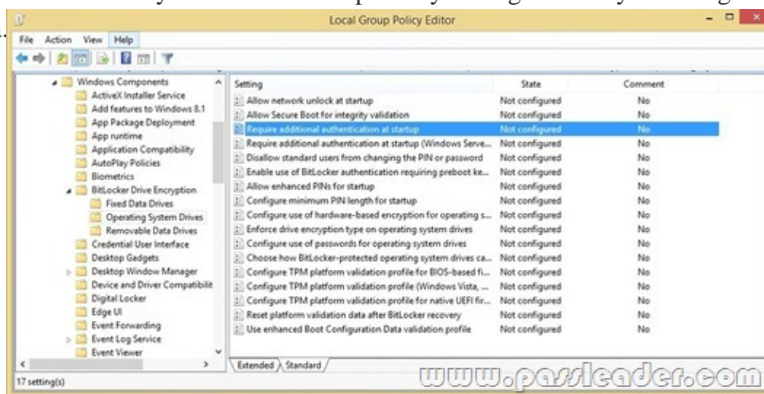 Local Group Policy Editor
File Action View Help
Windows Components
ActiveX Installer Service
Add features to Windows 8.1
App Package Deployment
App runtime
Application Compatibility
AutoPlay Policies
Biometrics
BitLocker Drive Encryption
Fixed Data Drives
Operating System Drives
Removable Data Drives
Credential User Interface
Desktop Gadgets
Desktop Window Manager
Device and Driver Compatibilit
Digital Locker
Edge UI
Event Forwarding
Event Log Service
Event Viewer
Setting State Comment
Allow network unlock at startup Not configured No
Allow Secure Boot for integrity validation Not configured No
Require additional authentication at startup Not configured No
Require additional authentication at startup (Windows Serve... Not configured No
Disallow standard users from changing the PIN or password Not configured No
Enable use of BitLocker authentication requiring preboot ke... Not configured No
Allow enhanced PINs for startup Not configured No
Configure minimum PIN length for startup Not configured No
Configure use of hardware-based encryption for operating s... Not configured No
Enforce drive encryption type on operating system drives Not configured No
Configure use of passwords for operating system drives Not configured No
Choose how BitLocker-protected operating system drives ca... Not configured No
Configure TPM platform validation profile for BIOS-based fi... Not configured No
Configure TPM platform validation profile (Windows Vista, ... Not configured No
Configure TPM platform validation profile for native UEFI fir... Not configured No
Reset platform validation data after BitLocker recovery Not configured No
Use enhanced Boot Configuration Data validation profile Not configured No
Extended Standard
17 setting(s)
www.passleader.com